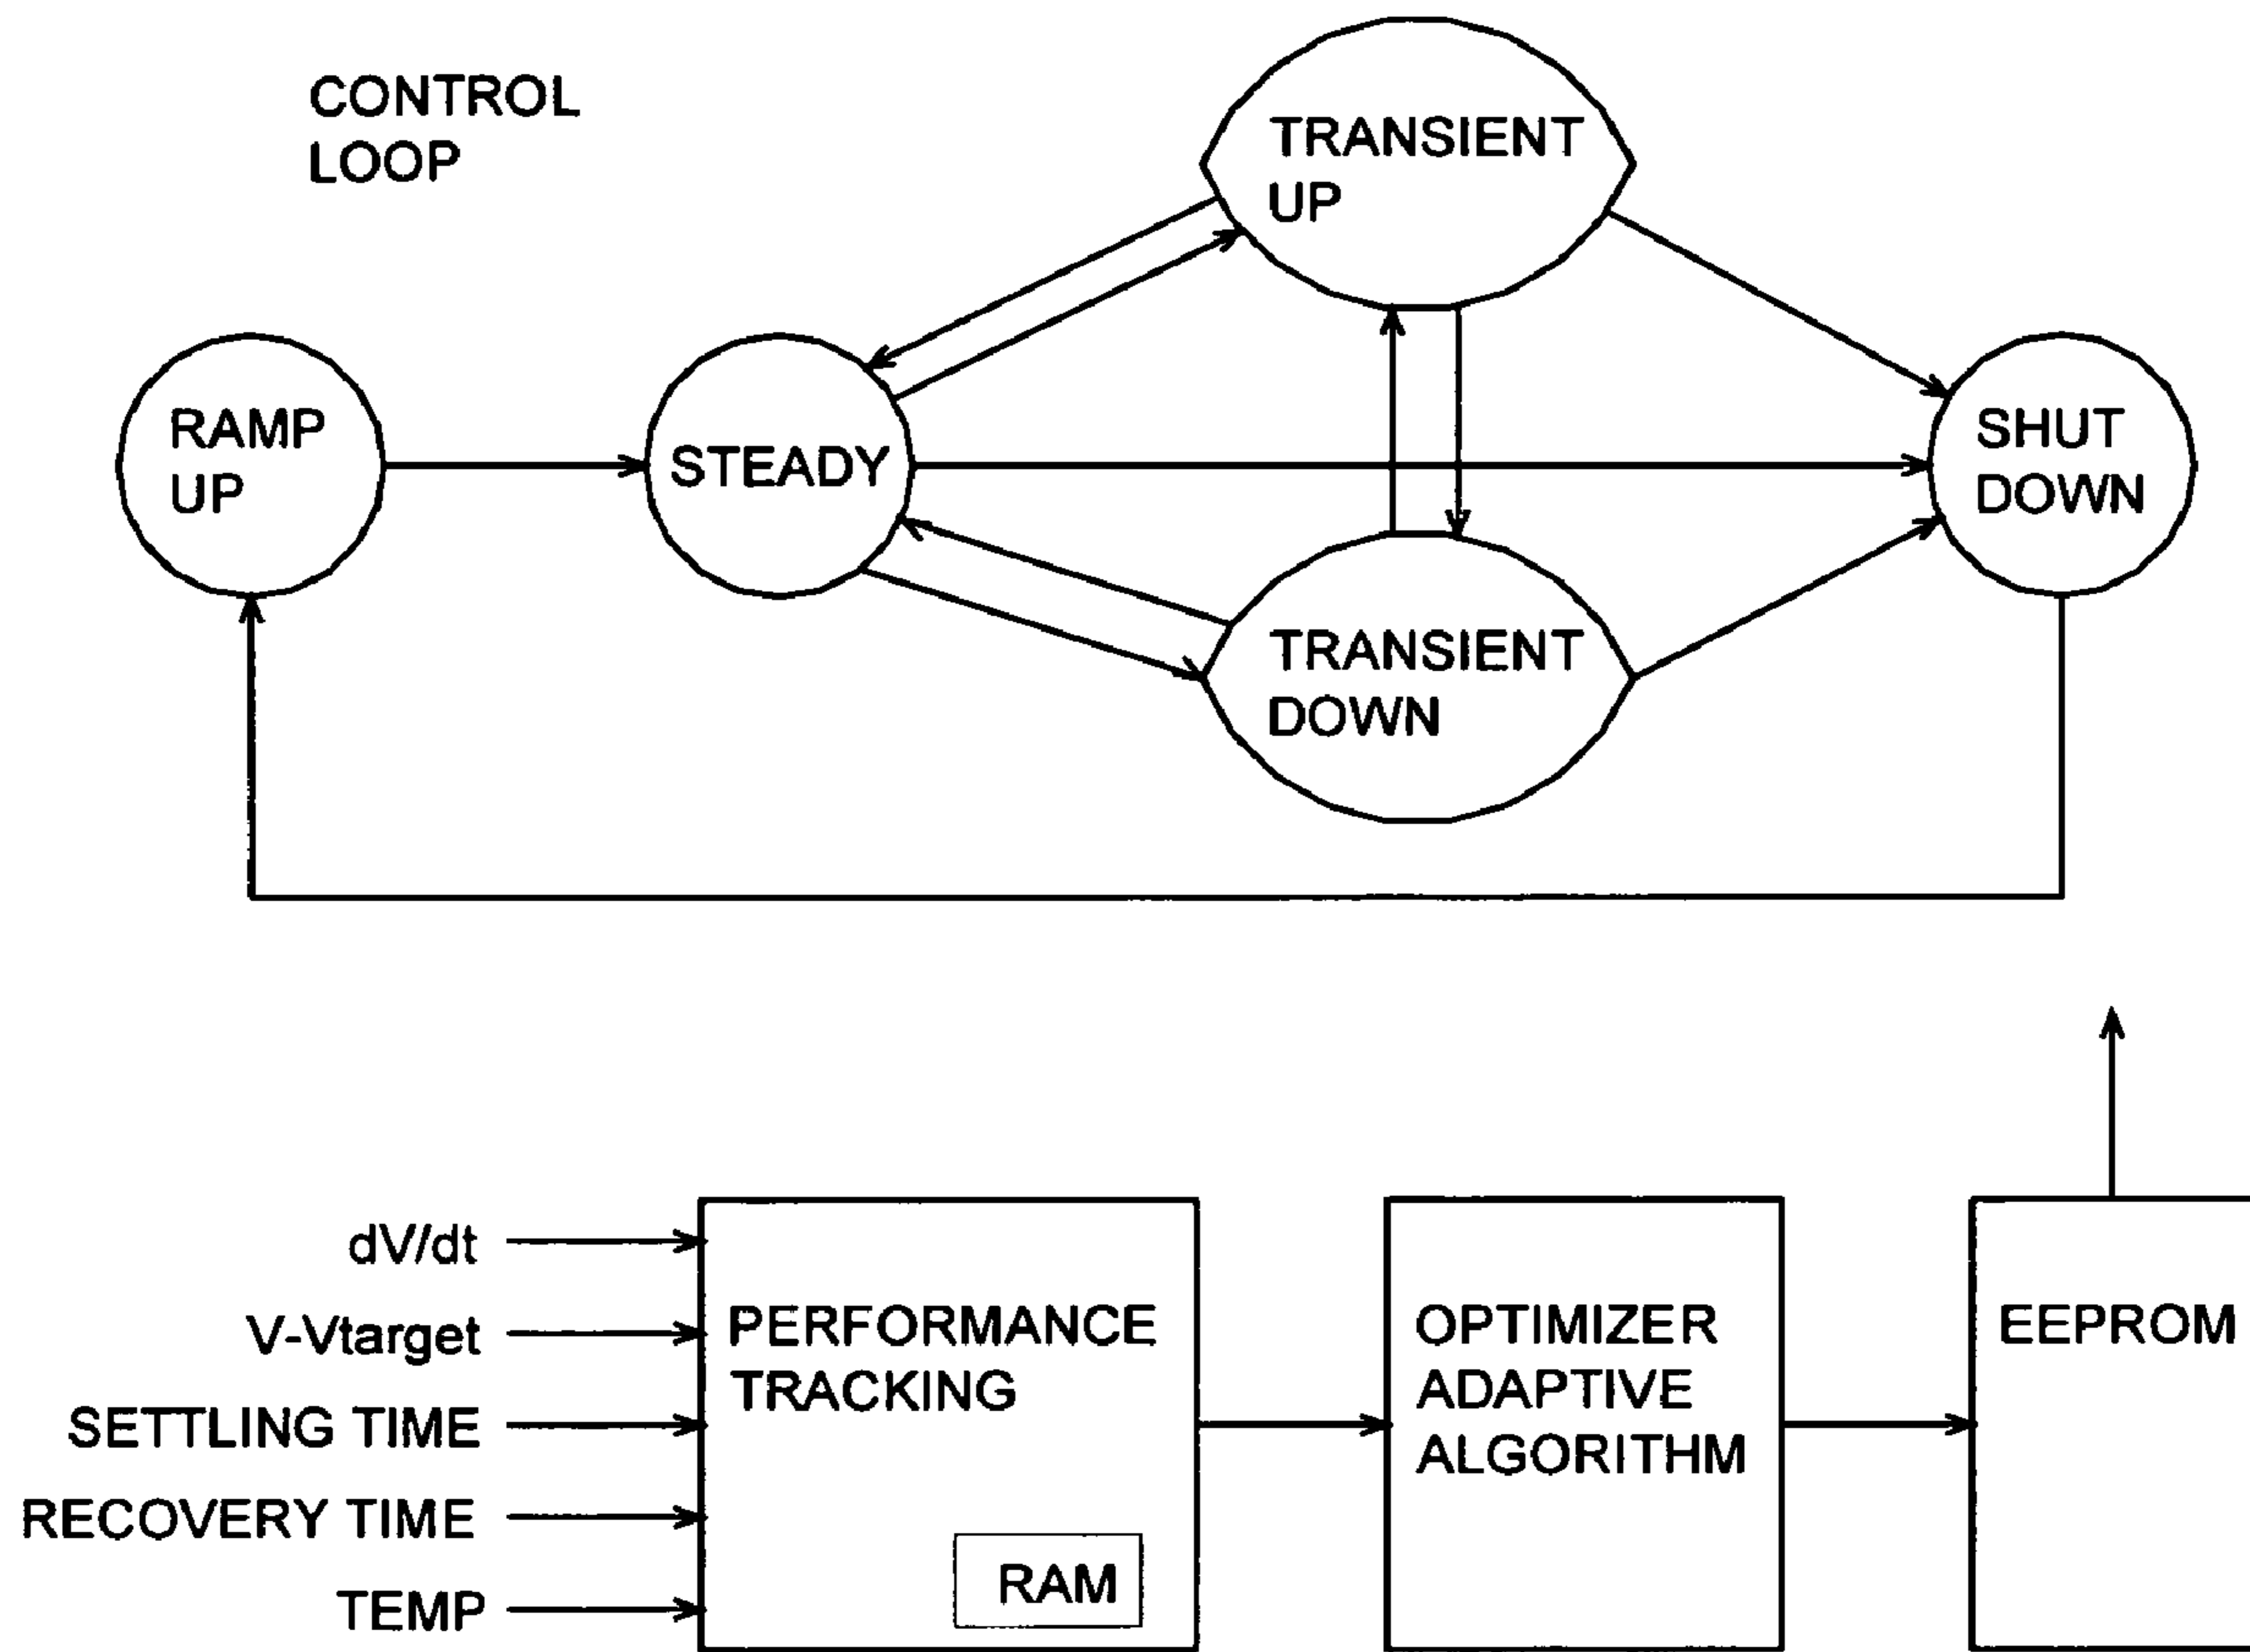 CONTROL
LOOP
TRANSIENT
UP
RAMP
UP
STEADY
SHUT
DOWN
TRANSIENT
DOWN
dV/dt
V-Vtarget
SETTLING TIME
RECOVERY TIME
TEMP
PERFORMANCE
TRACKING
RAM
OPTIMIZER
ADAPTIVE
ALGORITHM
EEPROM